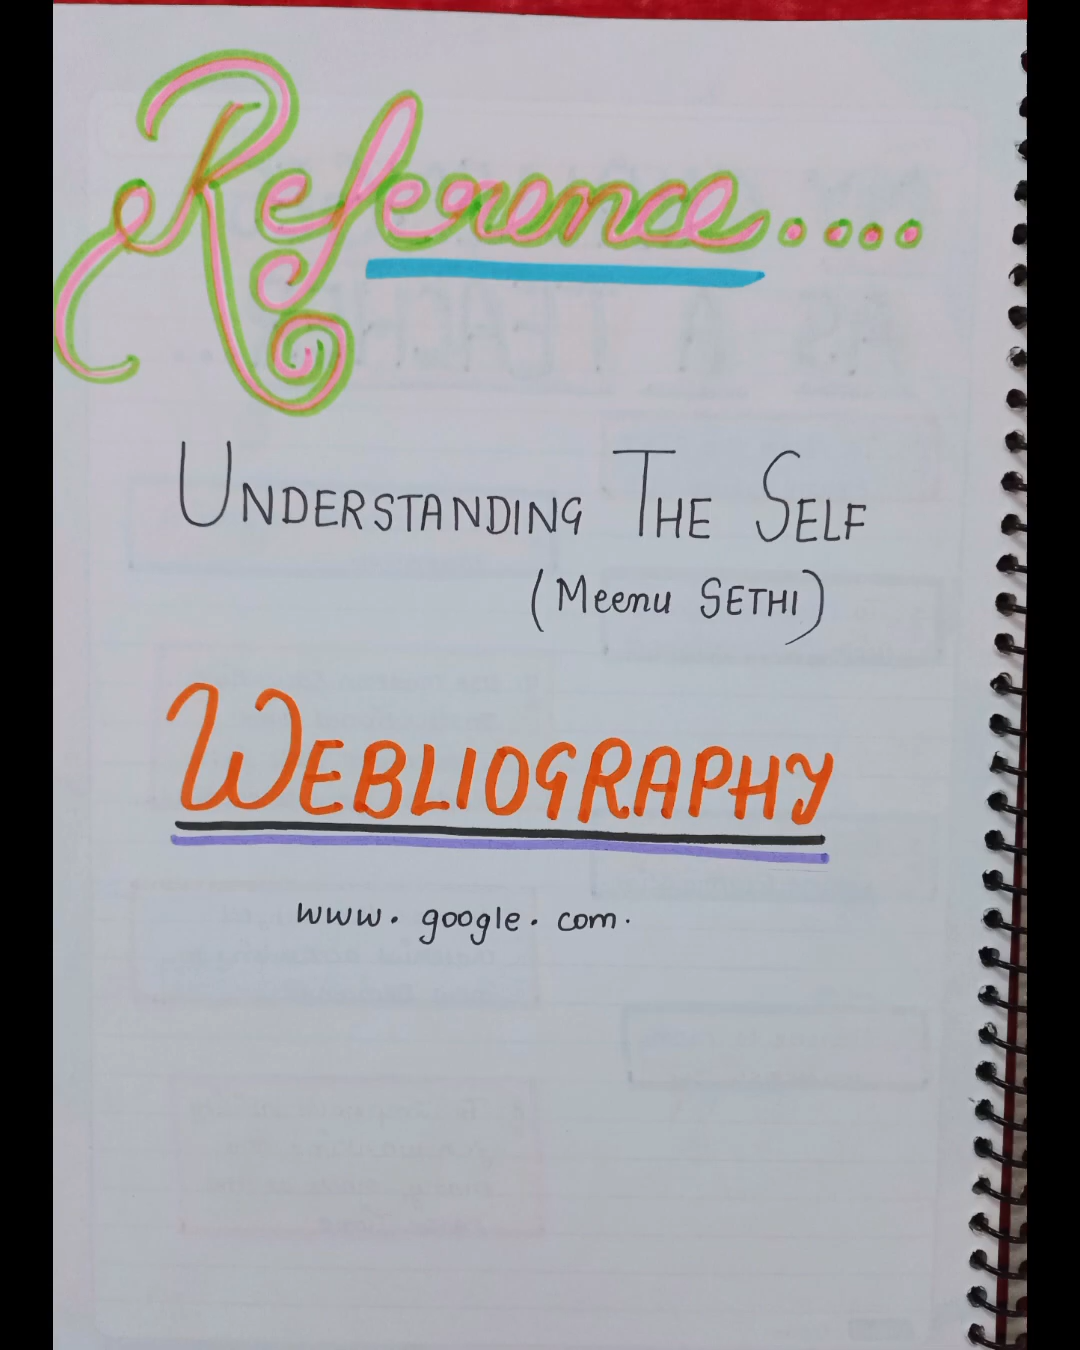 Reference....
UNDERSTANDING THE SELF
(Meenu SETHI)
WEBLIOGRAPHY
www. google. com.